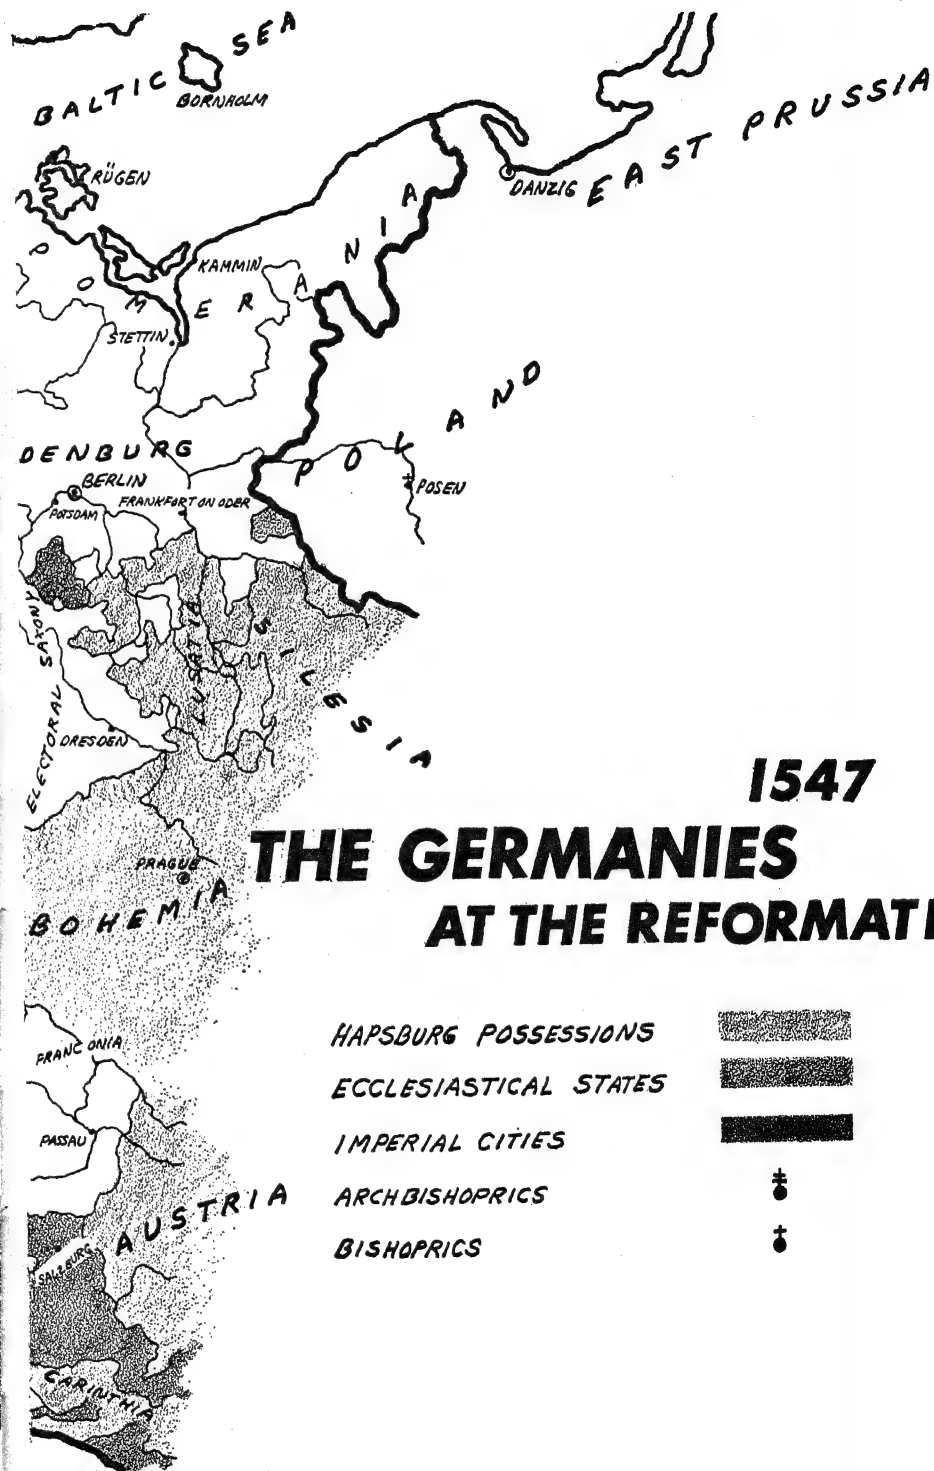 BALTIC SEA
BORNHOLM
RÜGEN
EAST PRUSSIA
DANZIG
POMERANIA
KAMMIN
STETTIN
POLAND
DENBURG
BERLIN
POSEN
FRANKFORT ON ODER
POTSDAM
ELECTORAL SAXONY
LUSATIA
SILESIA
DRESDEN
1547
THE GERMANIES
AT THE REFORMATI
PRAGUE
BOHEMIA
HAPSBURG POSSESSIONS
FRANCONIA
ECCLESIASTICAL STATES
PASSAU
IMPERIAL CITIES
ARCHBISHOPRICS
AUSTRIA
BISHOPRICS
SALZBURG
CARINTHIA